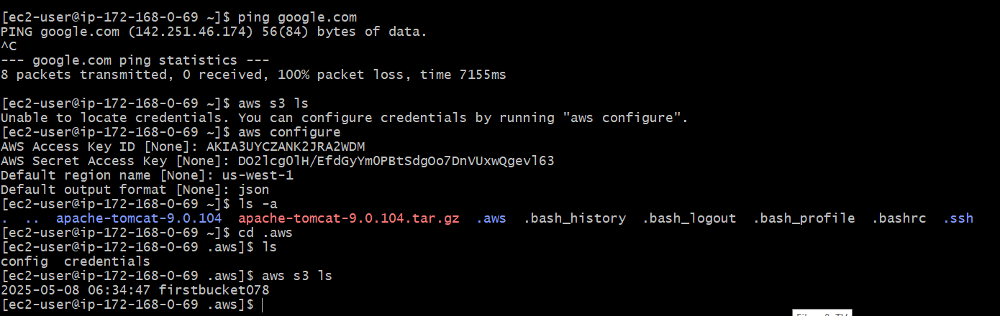 [ec2-user@ip-172-168-0-69 ~]$ ping google.com
PING google.com (142.251.46.174) 56(84) bytes of data.
^C
--- google.com ping statistics ---
8 packets transmitted, 0 received, 100% packet loss, time 7155ms
[ec2-user@ip-172-168-0-69 ~]$ aws s3 ls
Unable to locate credentials. You can configure credentials by running "aws configure".
[ec2-user@ip-172-168-0-69 ~]$ aws configure
AWS Access Key ID [None]: AKIA3UYCZANK2JRA2WDM
AWS Secret Access Key [None]: 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
Default region name [None]: us-west-1
Default output format [None]: json
[ec2-user@ip-172-168-0-69 ~]$ ls -a
.  ..  apache-tomcat-9.0.104  apache-tomcat-9.0.104.tar.gz  .aws  .bash_history  .bash_logout  .bash_profile  .bashrc  .ssh
[ec2-user@ip-172-168-0-69 ~]$ cd .aws
[ec2-user@ip-172-168-0-69 .aws]$ ls
config  credentials
[ec2-user@ip-172-168-0-69 .aws]$ aws s3 ls
2025-05-08 06:34:47 firstbucket078
[ec2-user@ip-172-168-0-69 .aws]$